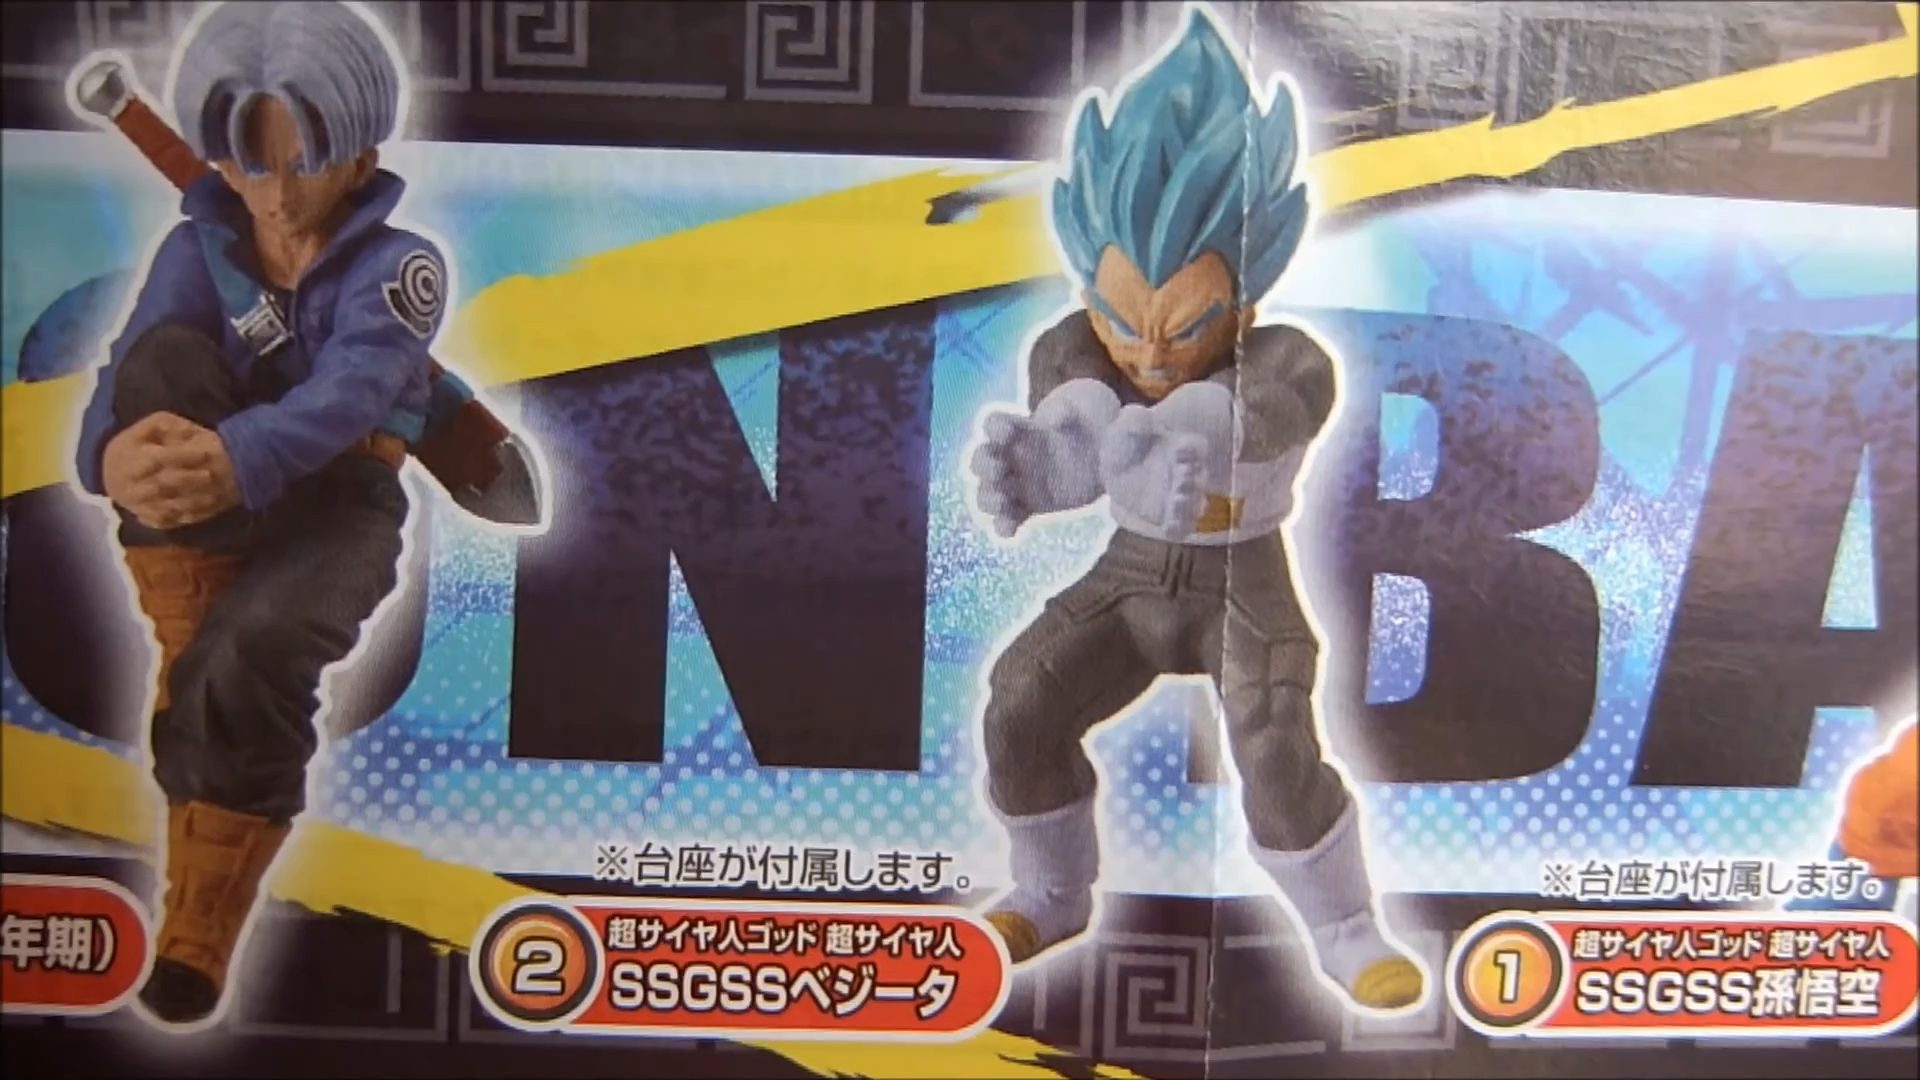 ON BA
※台座が付属します。
※台座が付属します。
年期）
2
超サイヤ人ゴッド 超サイヤ人
SSGSSベジータ
1
超サイヤ人ゴッド 超サイヤ人
SSGSS孫悟空